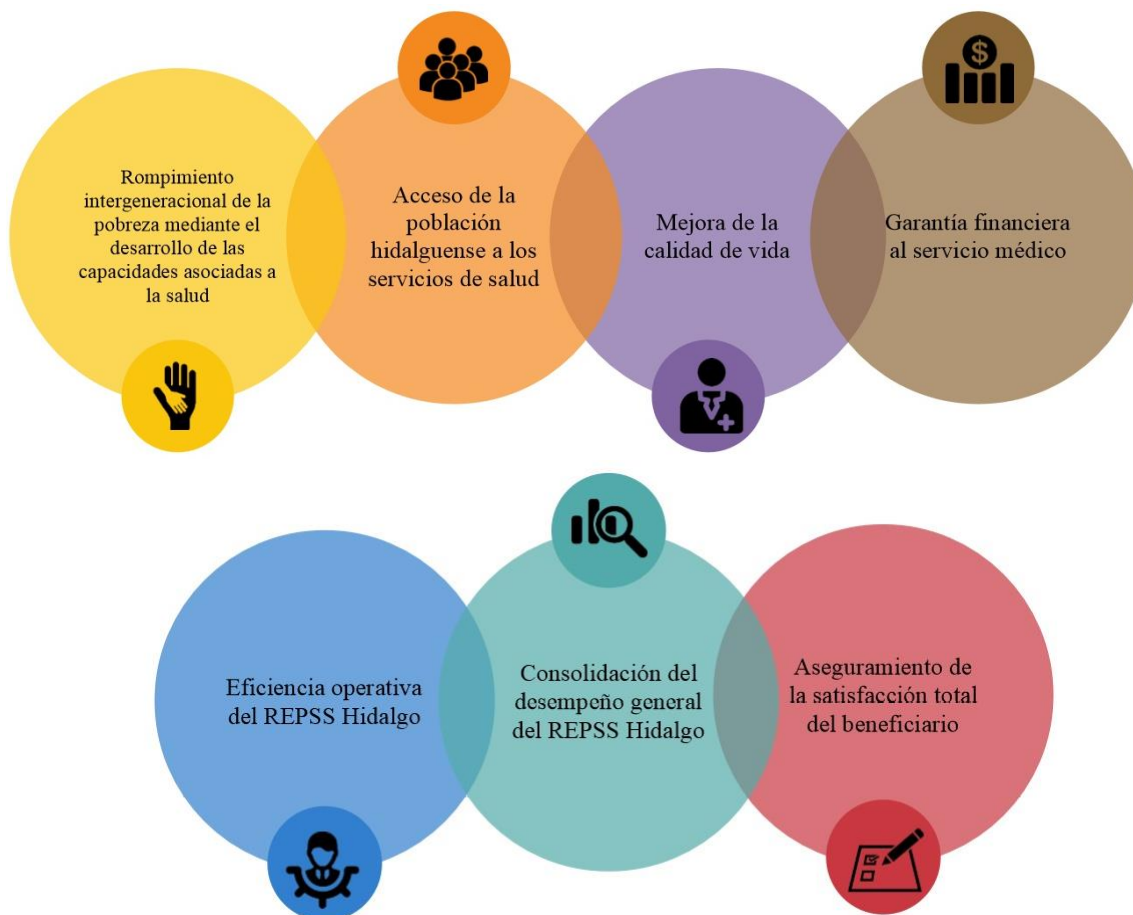 Rompimiento
intergeneracional de la
pobreza mediante el
desarrollo de las
capacidades asociadas a
la salud
Acceso de la
población
hidalguense a los
servicios de salud
Mejora de la
calidad de vida
Garantía financiera
al servicio médico
Eficiencia operativa
del REPSS Hidalgo
Consolidación del
desempeño general
del REPSS Hidalgo
Aseguramiento de
la satisfacción total
del beneficiario